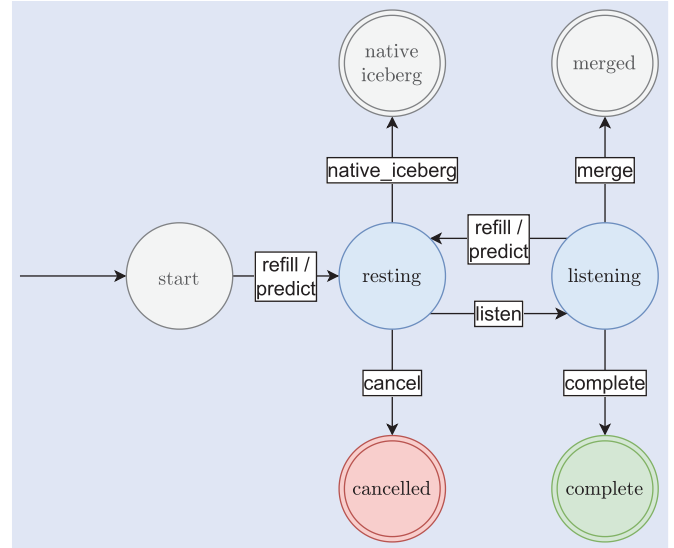 native
iceberg
merged
native_iceberg
merge
start
refill /
predict
resting
refill /
predict
listening
listen
cancel
complete
cancelled
complete